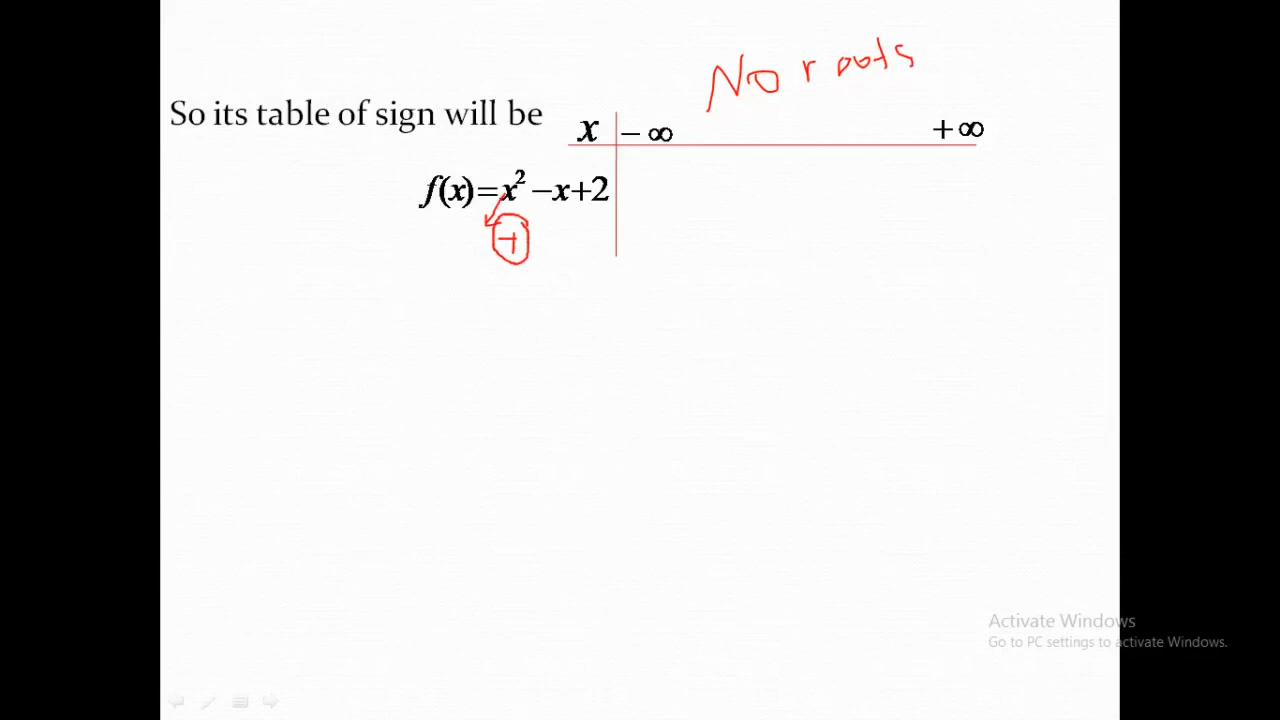 No roots
So its table of sign will be
x −∞ +∞
f(x)=x²−x+2
+
Activate Windows
Go to PC settings to activate Windows.